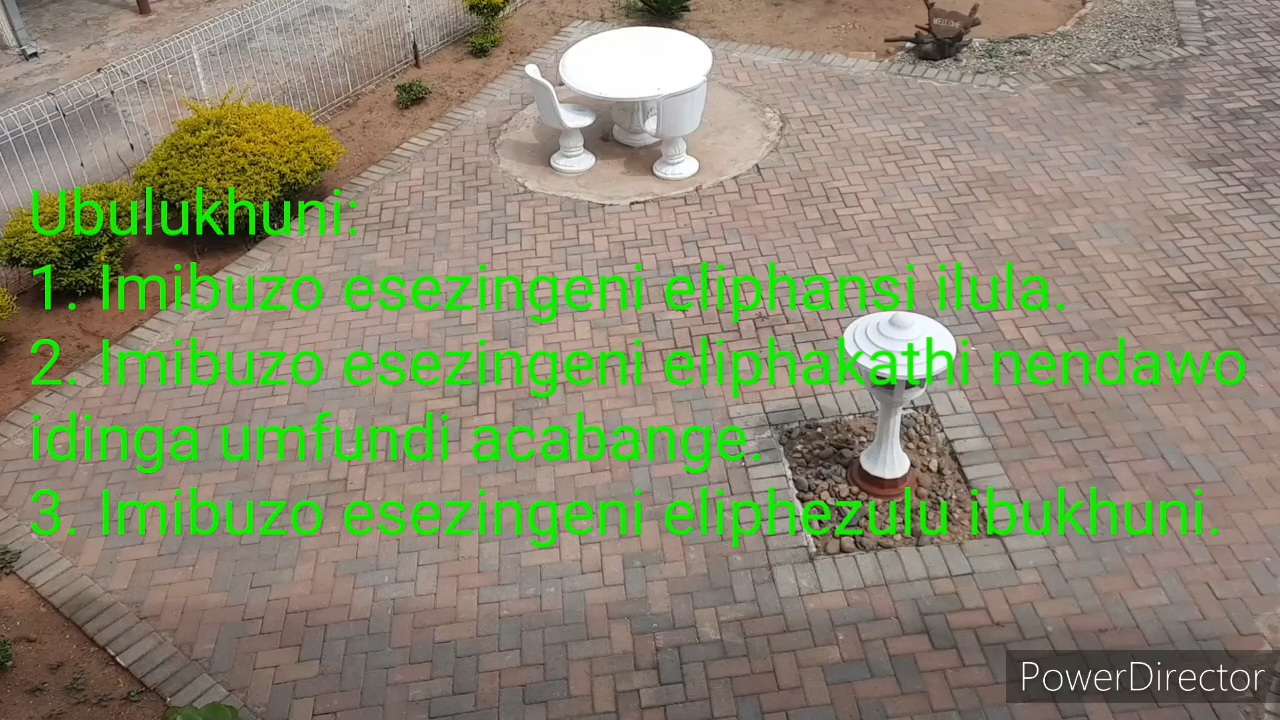 WELCOME
Ubulukhuni:
1. Imibuzo esezingeni eliphansi ilula.
2. Imibuzo esezingeni eliphakathi nendawo
idinga umfundi acabange.
3. Imibuzo esezingeni eliphezulu ibukhuni.
PowerDirector